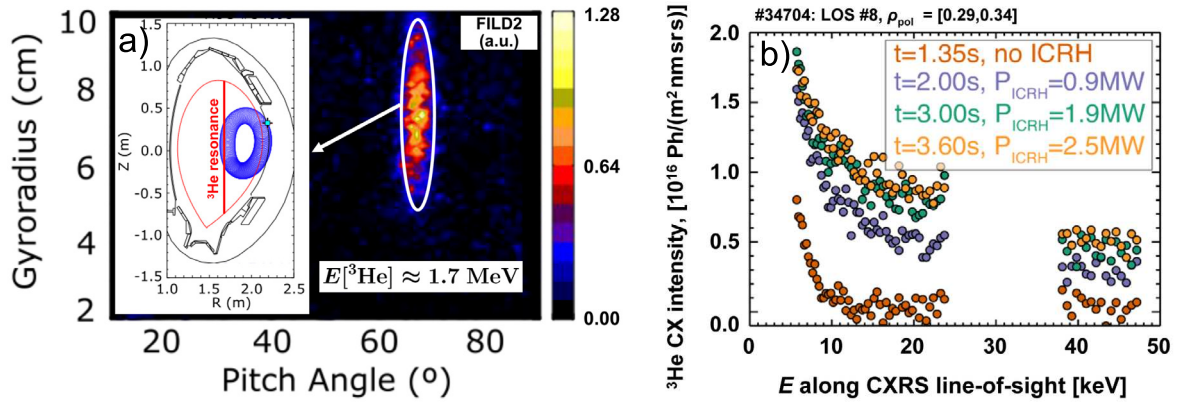 a)
FILD2
(a.u.)
1.28
0.64
0.00
10
8
6
4
2
Gyroradius (cm)
20
40
60
80
Pitch Angle (º)
1.5
1.0
0.5
0.0
-0.5
-1.0
-1.5
Z (m)
1.0
1.5
2.0
2.5
R (m)
³He resonance
E[³He] ≈ 1.7 MeV
#34704: LOS #8, ρpol = [0.29,0.34]
b)
t=1.35s, no ICRH
t=2.00s, PICRH=0.9MW
t=3.00s, PICRH=1.9MW
t=3.60s, PICRH=2.5MW
³He CX intensity, [10¹⁶ Ph/(m² nm sr s)]
2.0
1.5
1.0
0.5
0.0
0
10
20
30
40
50
E along CXRS line-of-sight [keV]